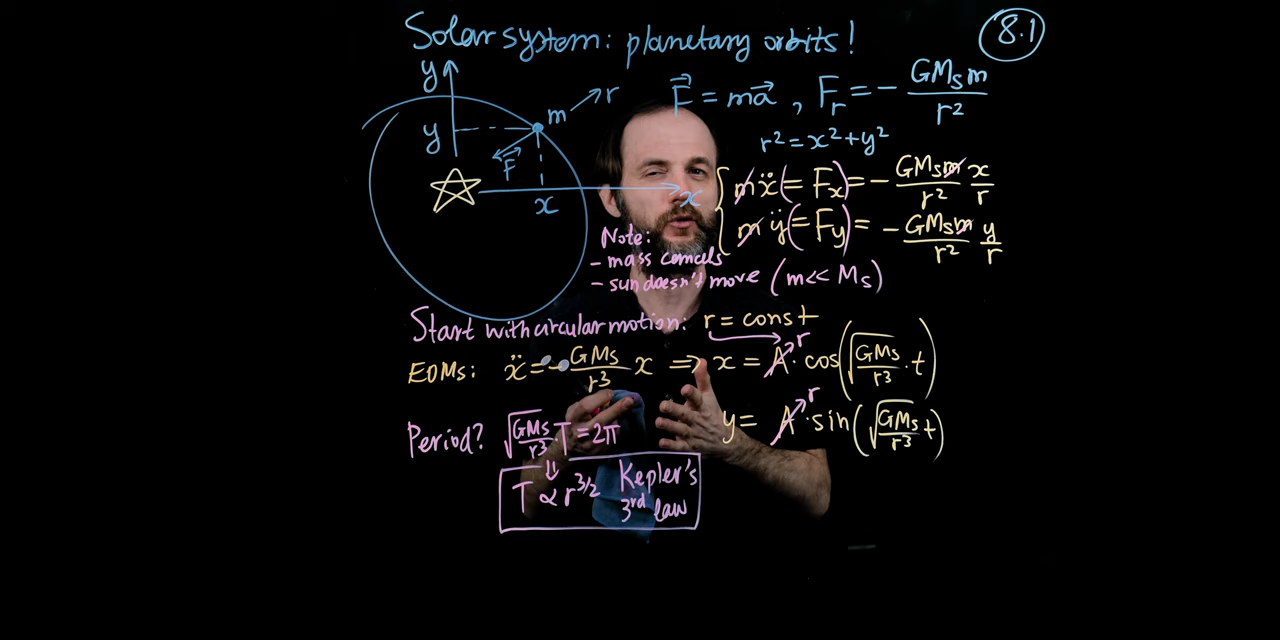 Solar system: planetary orbits! 8.1
y
m r
F⃗ = ma⃗ , F_r = - GM_s m / r²
y
F⃗
r² = x² + y²
x
x
mẍ (= F_x) = - GM_s m / r² x / r
mÿ (= F_y) = - GM_s m / r² y / r
Note:
- mass cancels
- sun doesn't move (m << M_s)
Start with circular motion: r = const
EOMs: ẍ = - GM_s / r³ x ⇒ x = A r · cos(√(GM_s / r³) · t)
y = A r · sin(√(GM_s / r³) t)
Period? √(GM_s / r³) T = 2π
⇓
T ∝ r^3/2 Kepler's
3rd law